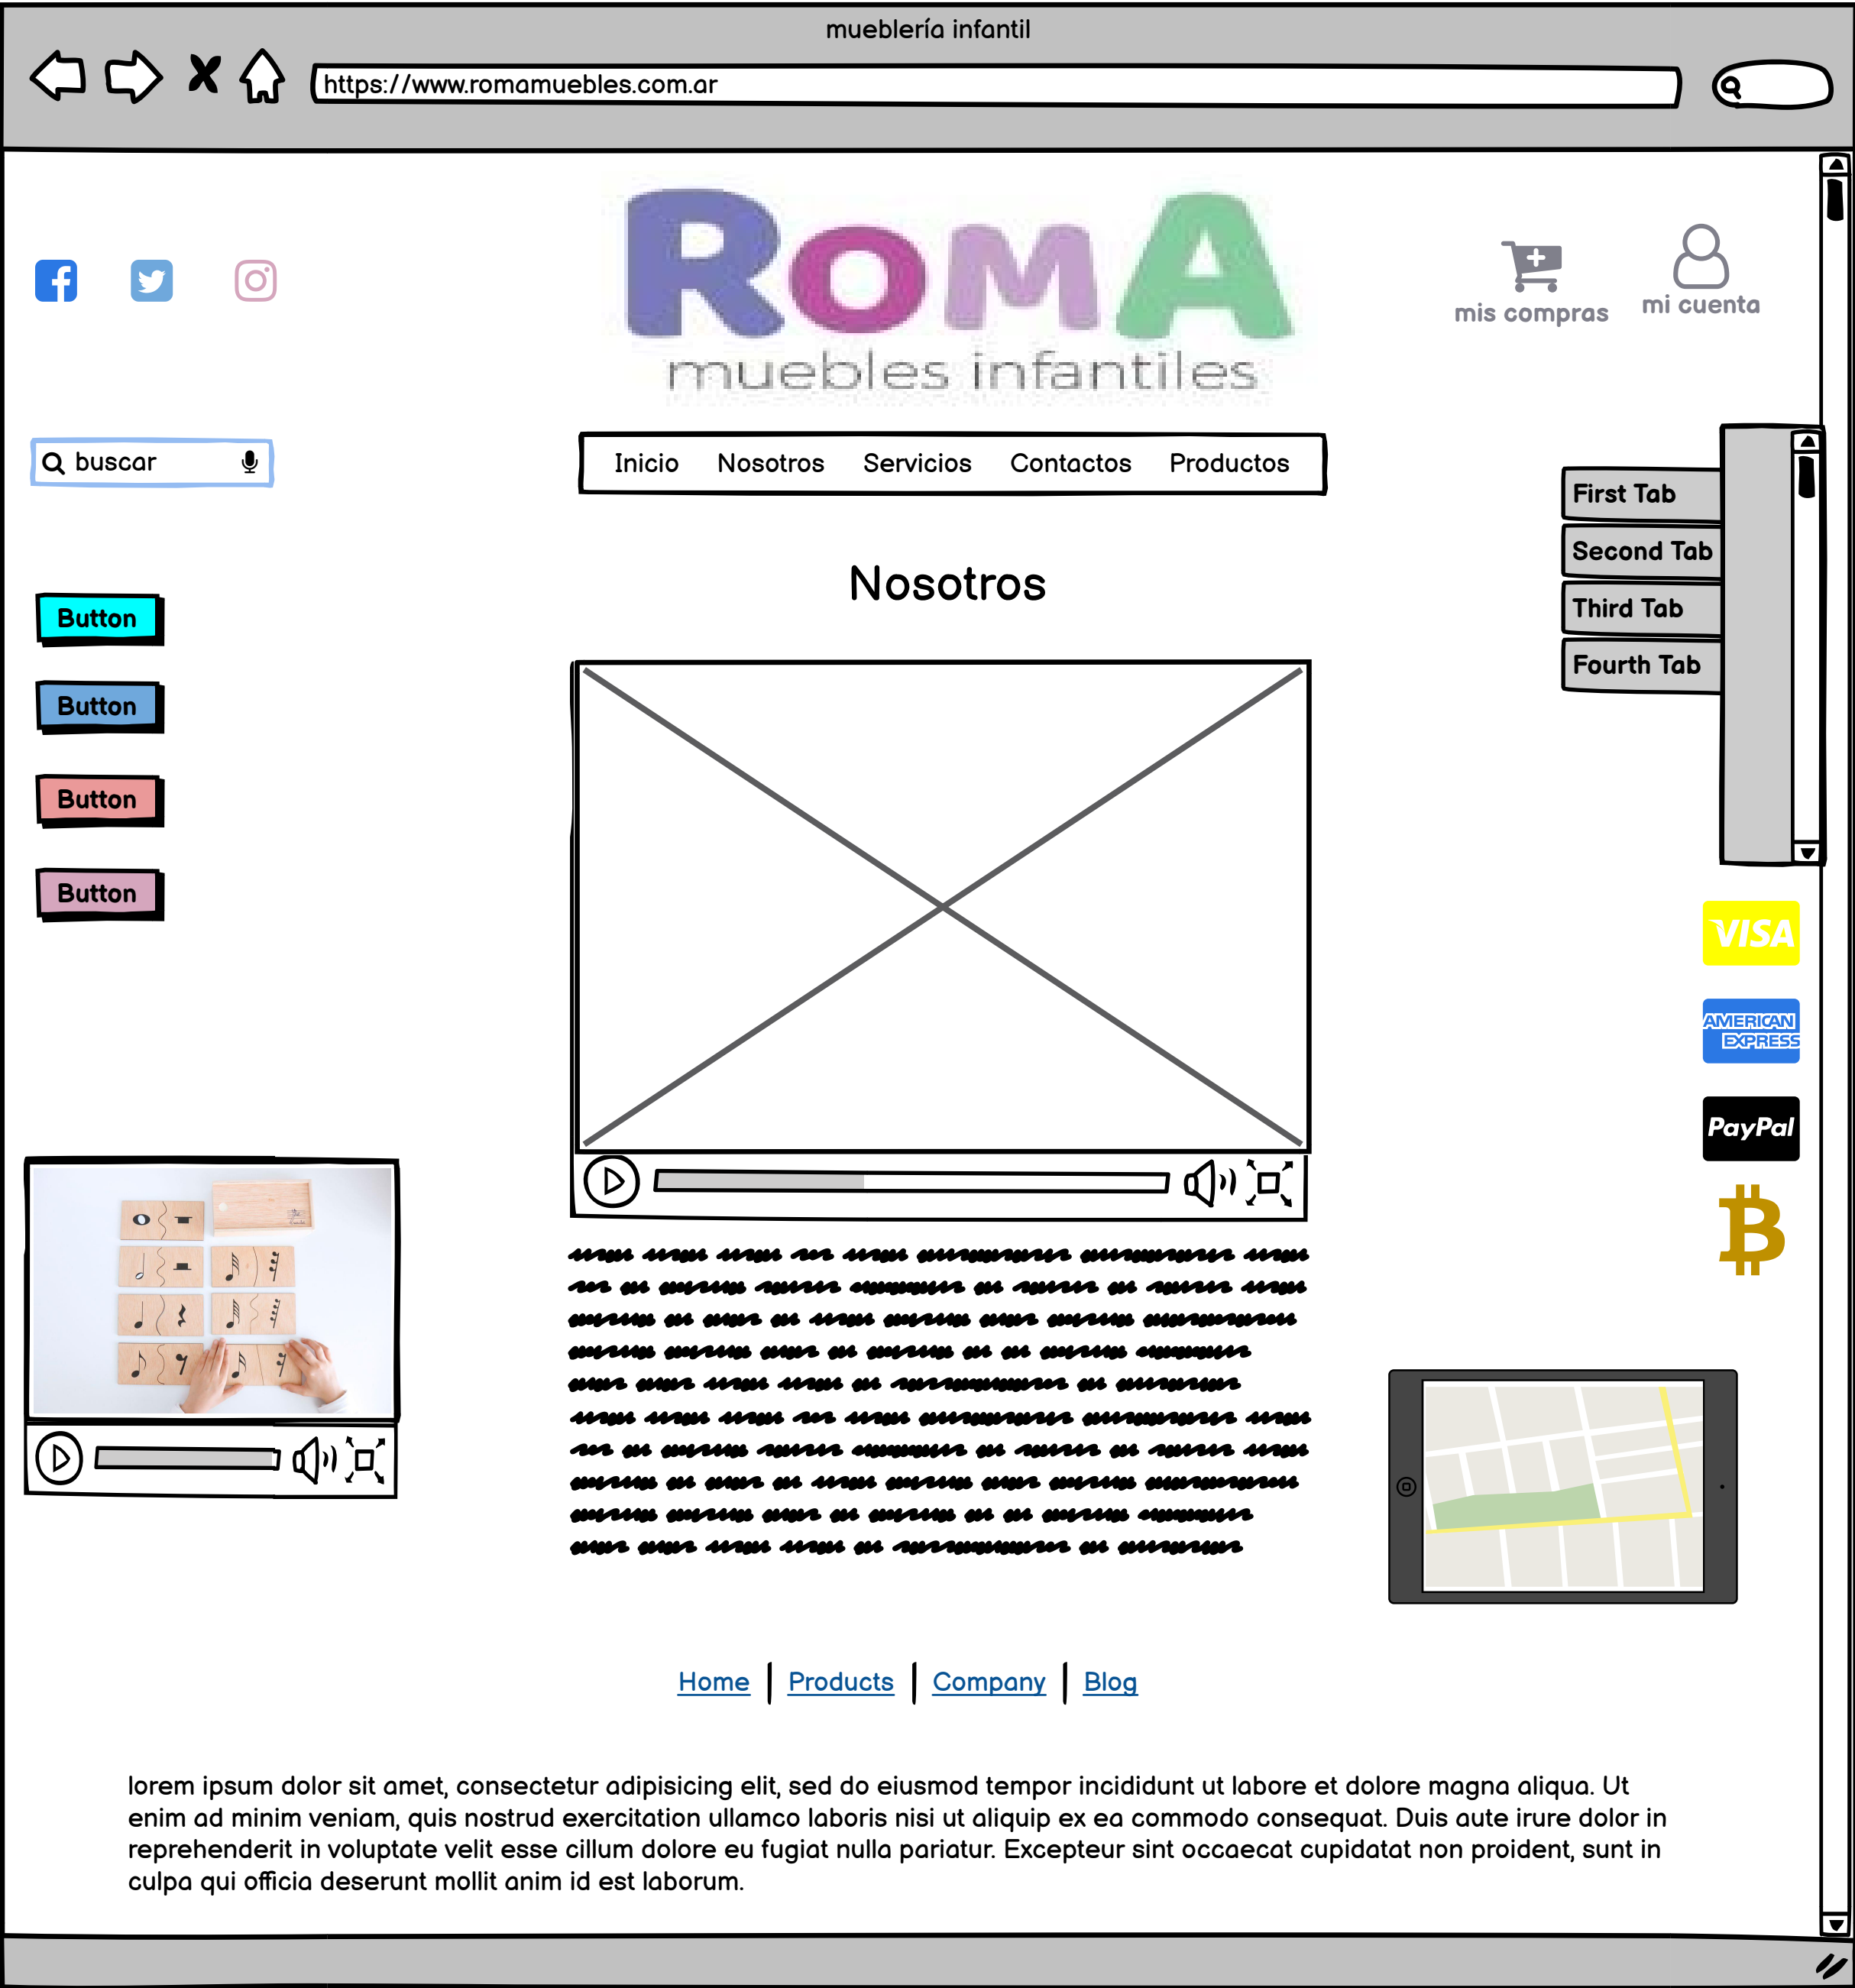 mueblería infantil
https://www.romamuebles.com.ar
RomA
muebles infantiles
mis compras
mi cuenta
buscar
Inicio Nosotros Servicios Contactos Productos
First Tab
Second Tab
Third Tab
Fourth Tab
Nosotros
Button
Button
Button
Button
VISA
AMERICAN
EXPRESS
PayPal
Home Products Company Blog
lorem ipsum dolor sit amet, consectetur adipisicing elit, sed do eiusmod tempor incididunt ut labore et dolore magna aliqua. Ut
enim ad minim veniam, quis nostrud exercitation ullamco laboris nisi ut aliquip ex ea commodo consequat. Duis aute irure dolor in
reprehenderit in voluptate velit esse cillum dolore eu fugiat nulla pariatur. Excepteur sint occaecat cupidatat non proident, sunt in
culpa qui officia deserunt mollit anim id est laborum.